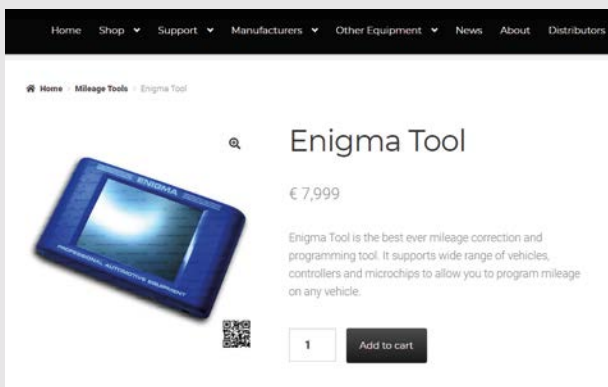 Home Shop Support Manufacturers Other Equipment News About Distributors
Home Mileage Tools Enigma Tool
Enigma Tool
€ 7,999
Enigma Tool is the best ever mileage correction and
programming tool. It supports wide range of vehicles,
controllers and microchips to allow you to program mileage
on any vehicle.
ENIGMA
PROFESSIONAL AUTOMOTIVE EQUIPMENT
1 Add to cart